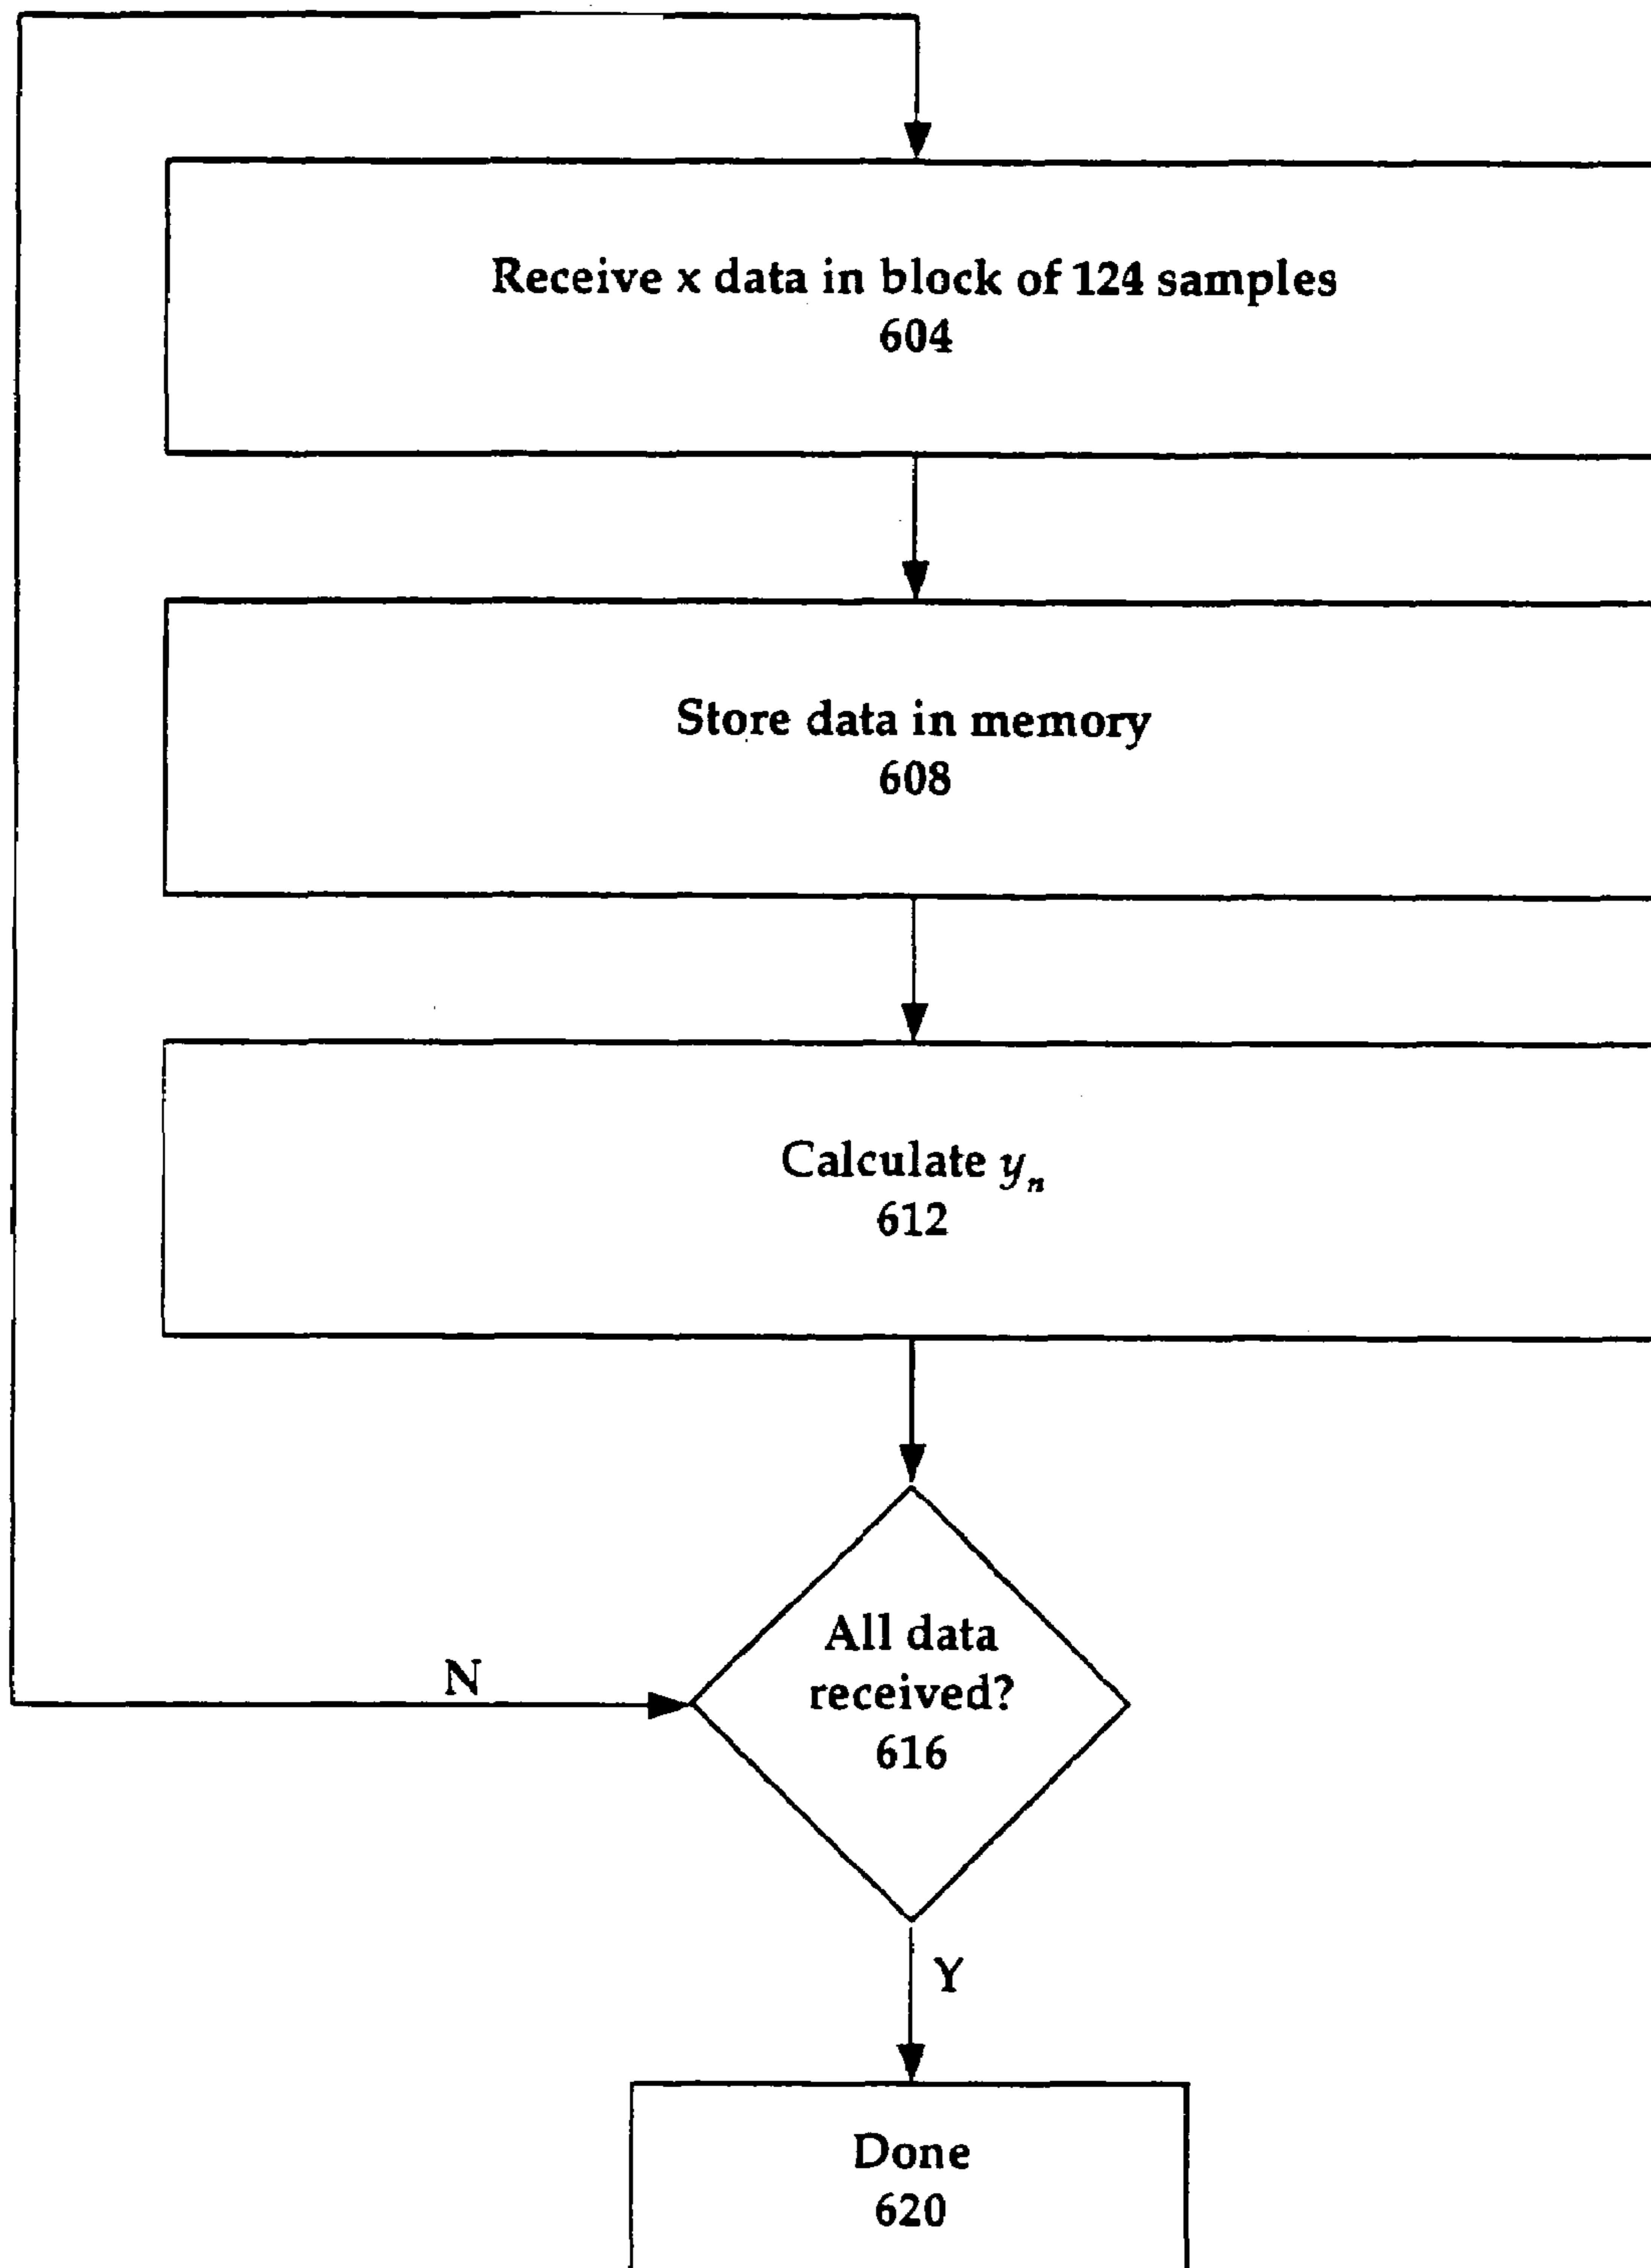 Receive x data in block of 124 samples
604
Store data in memory
608
Calculate yₙ
612
All data
received?
616
N
Y
Done
620